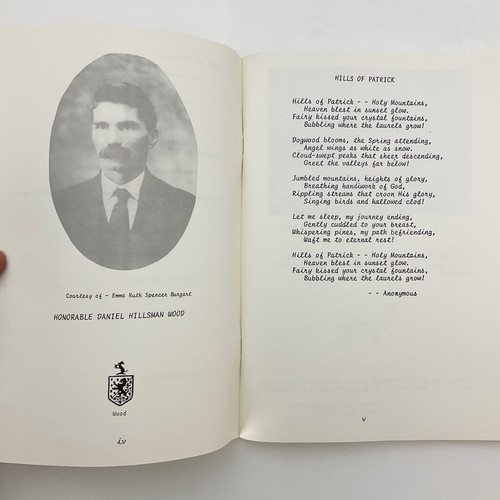 Courtesy of - Emma Ruth Spencer Bungart
HONORABLE DANIEL HILLSMAN WOOD
Wood
iv
HILLS OF PATRICK
Hills of Patrick - - Holy Mountains,
Heaven blest in sunset glow.
Fairy kissed your crystal fountains,
Bubbling where the laurels grow!
Dogwood blooms, the Spring attending,
Angel wings as white as snow.
Cloud-swept peaks that sheer descending,
Greet the valleys far below!
Jumbled mountains, heights of glory,
Breathing handiwork of God,
Rippling streams that croon His glory,
Singing birds and hallowed clod!
Let me sleep, my journey ending,
Gently cuddled to your breast,
Whispering pines, my path befriending,
Waft me to eternal rest!
Hills of Patrick - - Holy Mountains,
Heaven blest in sunset glow.
Fairy kissed your crystal fountains,
Bubbling where the laurels grow!
- - Anonymous
v